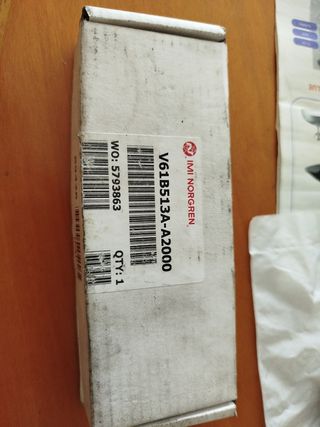 IMI NORGREN
V61B513A-A2000
WO: 5793863
QTY: 1